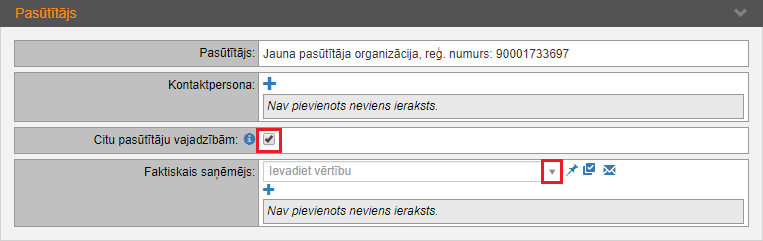 Pasūtītājs
Pasūtītājs: Jauna pasūtītāja organizācija, reģ. numurs: 90001733697
Kontaktpersona:
Nav pievienots neviens ieraksts.
Citu pasūtītāju vajadzībām:
Faktiskais saņēmējs: Ievadiet vērtību
Nav pievienots neviens ieraksts.